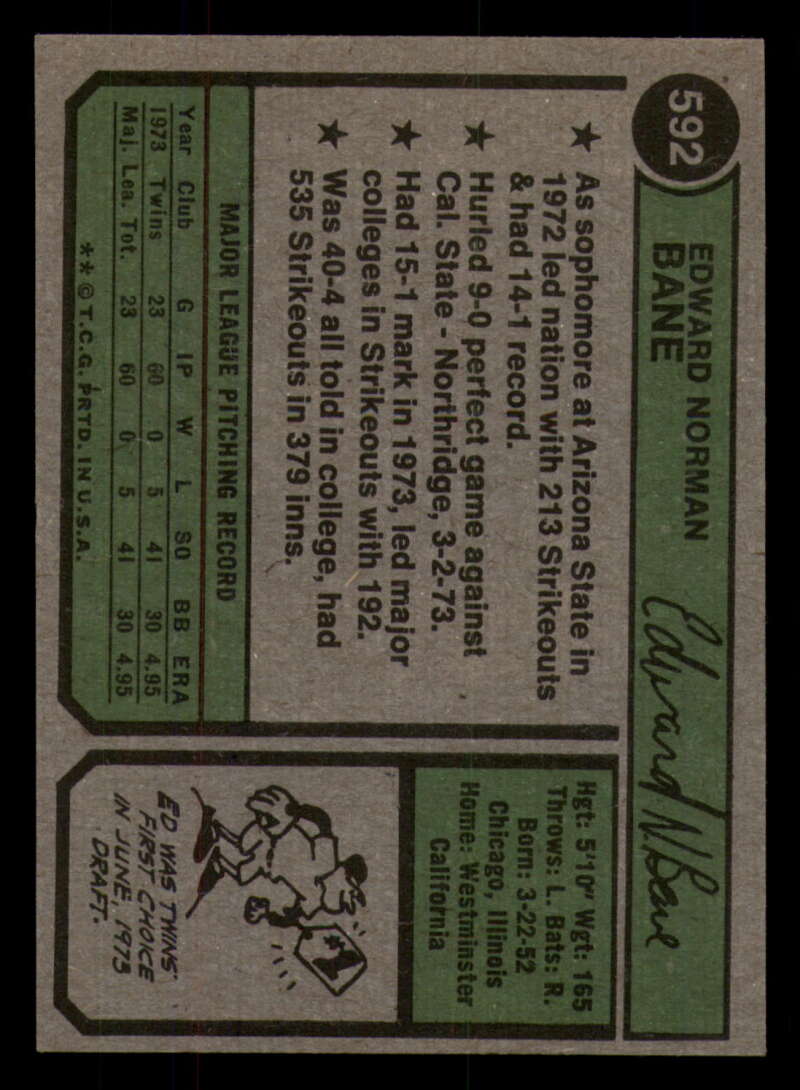 592
EDWARD NORMAN
BANE
Edward N Bane
★ As sophomore at Arizona State in
1972 led nation with 213 Strikeouts
& had 14-1 record.
★ Hurled 9-0 perfect game against
Cal. State - Northridge, 3-2-73.
★ Had 15-1 mark in 1973, led major
colleges in Strikeouts with 192.
★ Was 40-4 all told in college, had
535 Strikeouts in 379 inns.
MAJOR LEAGUE PITCHING RECORD
Year Club G IP W L SO BB ERA
1973 Twins 23 60 0 5 41 30 4.95
Maj. Lea. Tot. 23 60 0 5 41 30 4.95
**©T.C.G. PRTD. IN U.S.A.
Hgt: 5'10" Wgt: 165
Throws: L. Bats: R.
Born: 3-22-52
Chicago, Illinois
Home: Westminster
California
#1
ED WAS TWINS'
FIRST CHOICE
IN JUNE, 1973
DRAFT.